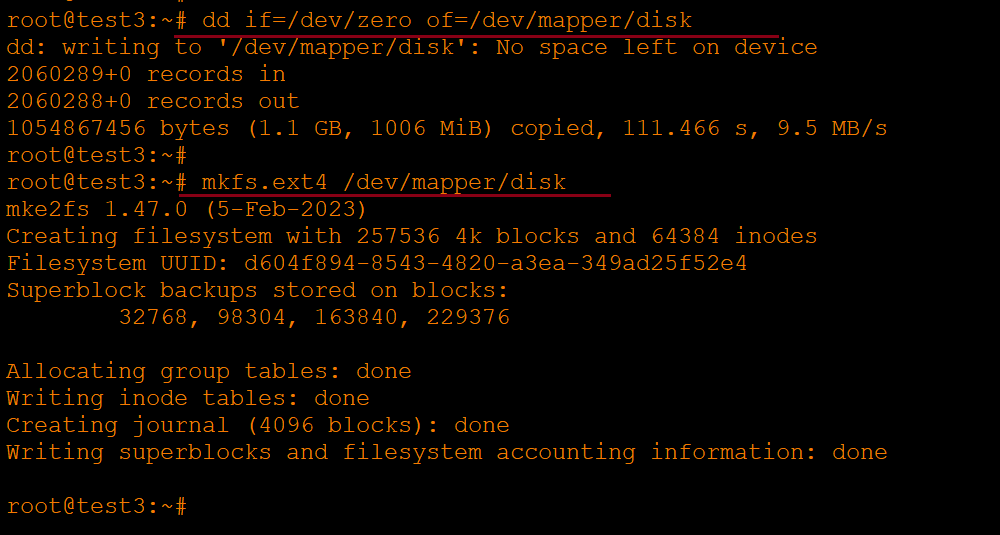 root@test3:~# dd if=/dev/zero of=/dev/mapper/disk
dd: writing to '/dev/mapper/disk': No space left on device
2060289+0 records in
2060288+0 records out
1054867456 bytes (1.1 GB, 1006 MiB) copied, 111.466 s, 9.5 MB/s
root@test3:~#
root@test3:~# mkfs.ext4 /dev/mapper/disk
mke2fs 1.47.0 (5-Feb-2023)
Creating filesystem with 257536 4k blocks and 64384 inodes
Filesystem UUID: d604f894-8543-4820-a3ea-349ad25f52e4
Superblock backups stored on blocks:
        32768, 98304, 163840, 229376

Allocating group tables: done
Writing inode tables: done
Creating journal (4096 blocks): done
Writing superblocks and filesystem accounting information: done

root@test3:~#